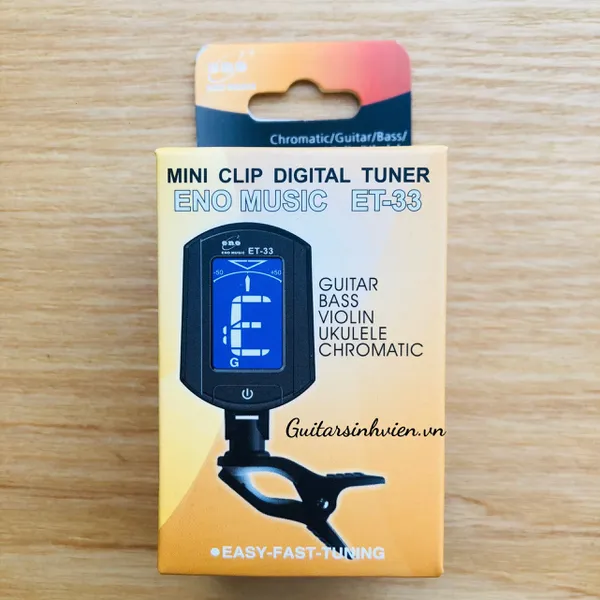 Chromatic/Guitar/Bass/
MINI CLIP DIGITAL TUNER
ENO MUSIC ET-33
eno
ENO MUSIC ET-33
-50 +50
E
G
GUITAR
BASS
VIOLIN
UKULELE
CHROMATIC
Guitarsinhvien.vn
•EASY-FAST-TUNING